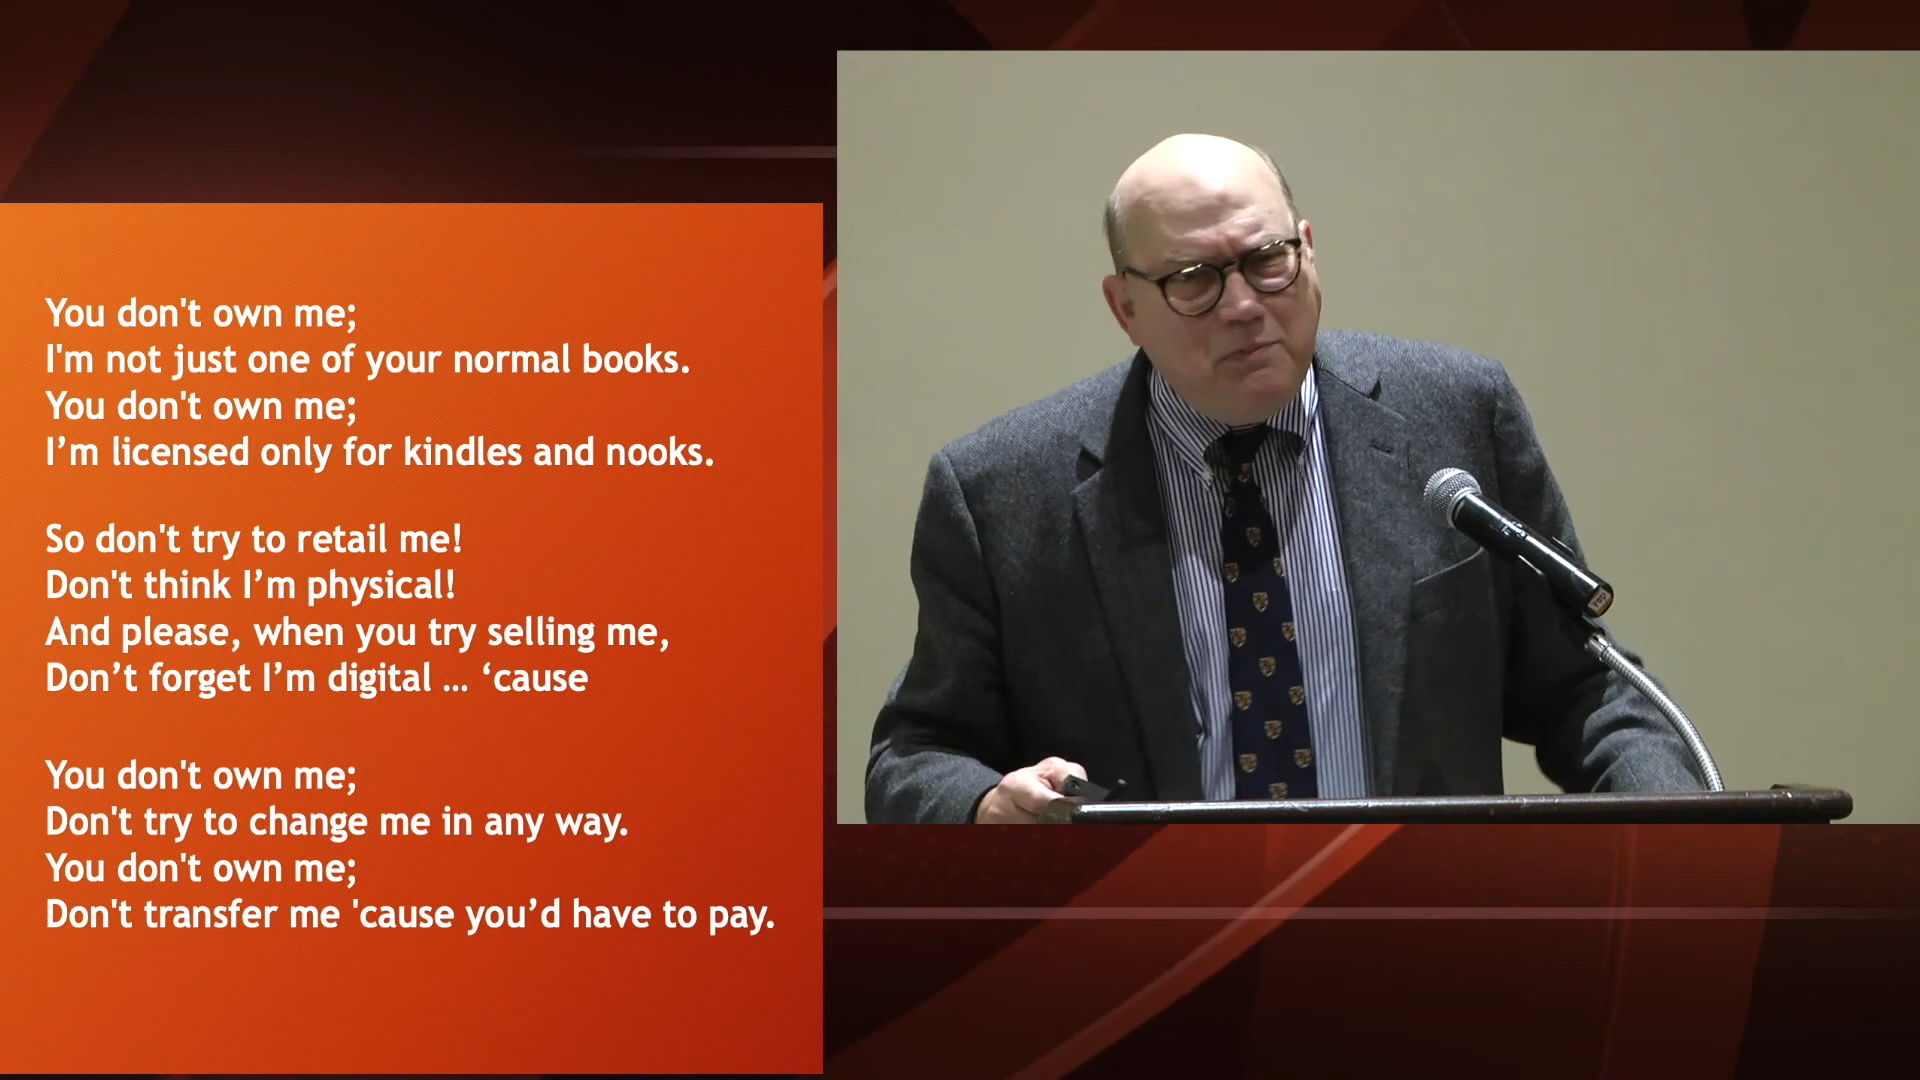 You don't own me;
I'm not just one of your normal books.
You don't own me;
I’m licensed only for kindles and nooks.
So don't try to retail me!
Don't think I’m physical!
And please, when you try selling me,
Don’t forget I’m digital … ‘cause
You don't own me;
Don't try to change me in any way.
You don't own me;
Don't transfer me 'cause you’d have to pay.